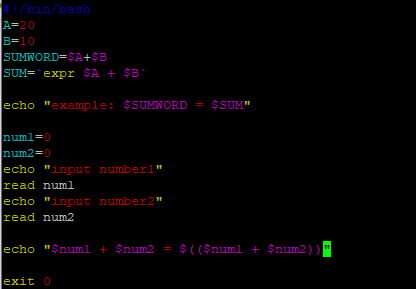 #!/bin/bash
A=20
B=10
SUMWORD=$A+$B
SUM=`expr $A + $B`
echo "example: $SUMWORD = $SUM"
num1=0
num2=0
echo "input number1"
read num1
echo "input number2"
read num2
echo "$num1 + $num2 = $(($num1 + $num2))"
exit 0